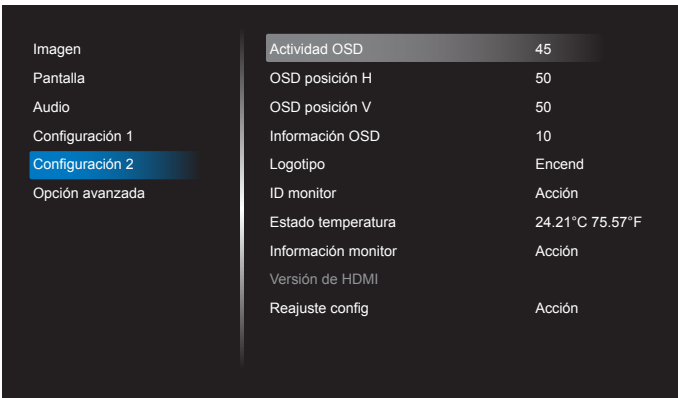 Imagen
Pantalla
Audio
Configuración 1
Configuración 2
Opción avanzada
Actividad OSD 45
OSD posición H 50
OSD posición V 50
Información OSD 10
Logotipo Encend
ID monitor Acción
Estado temperatura 24.21°C 75.57°F
Información monitor Acción
Versión de HDMI
Reajuste config Acción